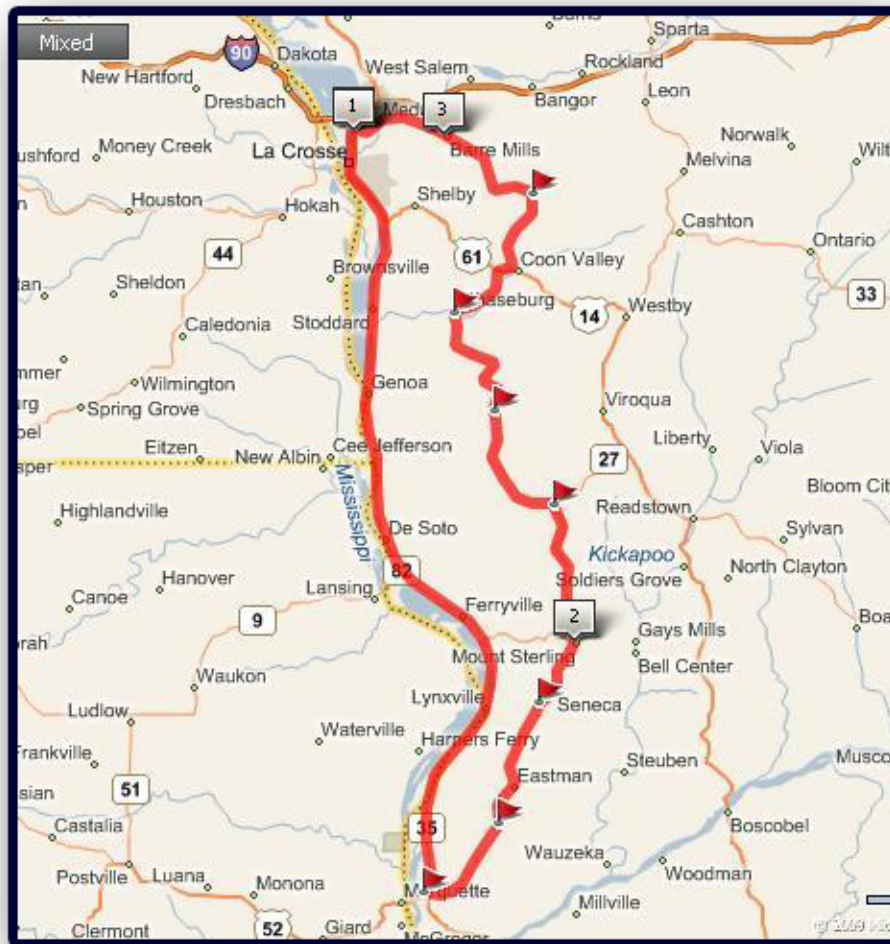 Mixed
90
Dakota
Sparta
New Hartford
West Salem
Rockland
Dresbach
Bangor
Leon
1
3
Money Creek
La Crosse
Barre Mills
Norwalk
Melvina
Houston
Hokah
Shelby
Cashton
44
61
Coon Valley
Ontario
Sheldon
Brownsville
33
Stoddard
14
Westby
Caledonia
Wilmington
Genoa
Spring Grove
Viroqua
Eitzen
Cee Jefferson
Liberty
Viola
New Albin
27
Mississippi
Bloom City
Highlandville
De Soto
Readstown
Sylvan
Kickapoo
Hanover
82
Soldiers Grove
North Clayton
Canoe
Lansing
Ferryville
9
2
Gays Mills
Mount Sterling
Bell Center
Waukon
Lynxville
Seneca
Ludlow
Waterville
Harpers Ferry
Frankville
Steuben
51
Eastman
Castalia
35
Boscobel
Wauzeka
Postville
Luana
Woodman
Monona
Marquette
Millville
Clermont
52
Giard
McGregor